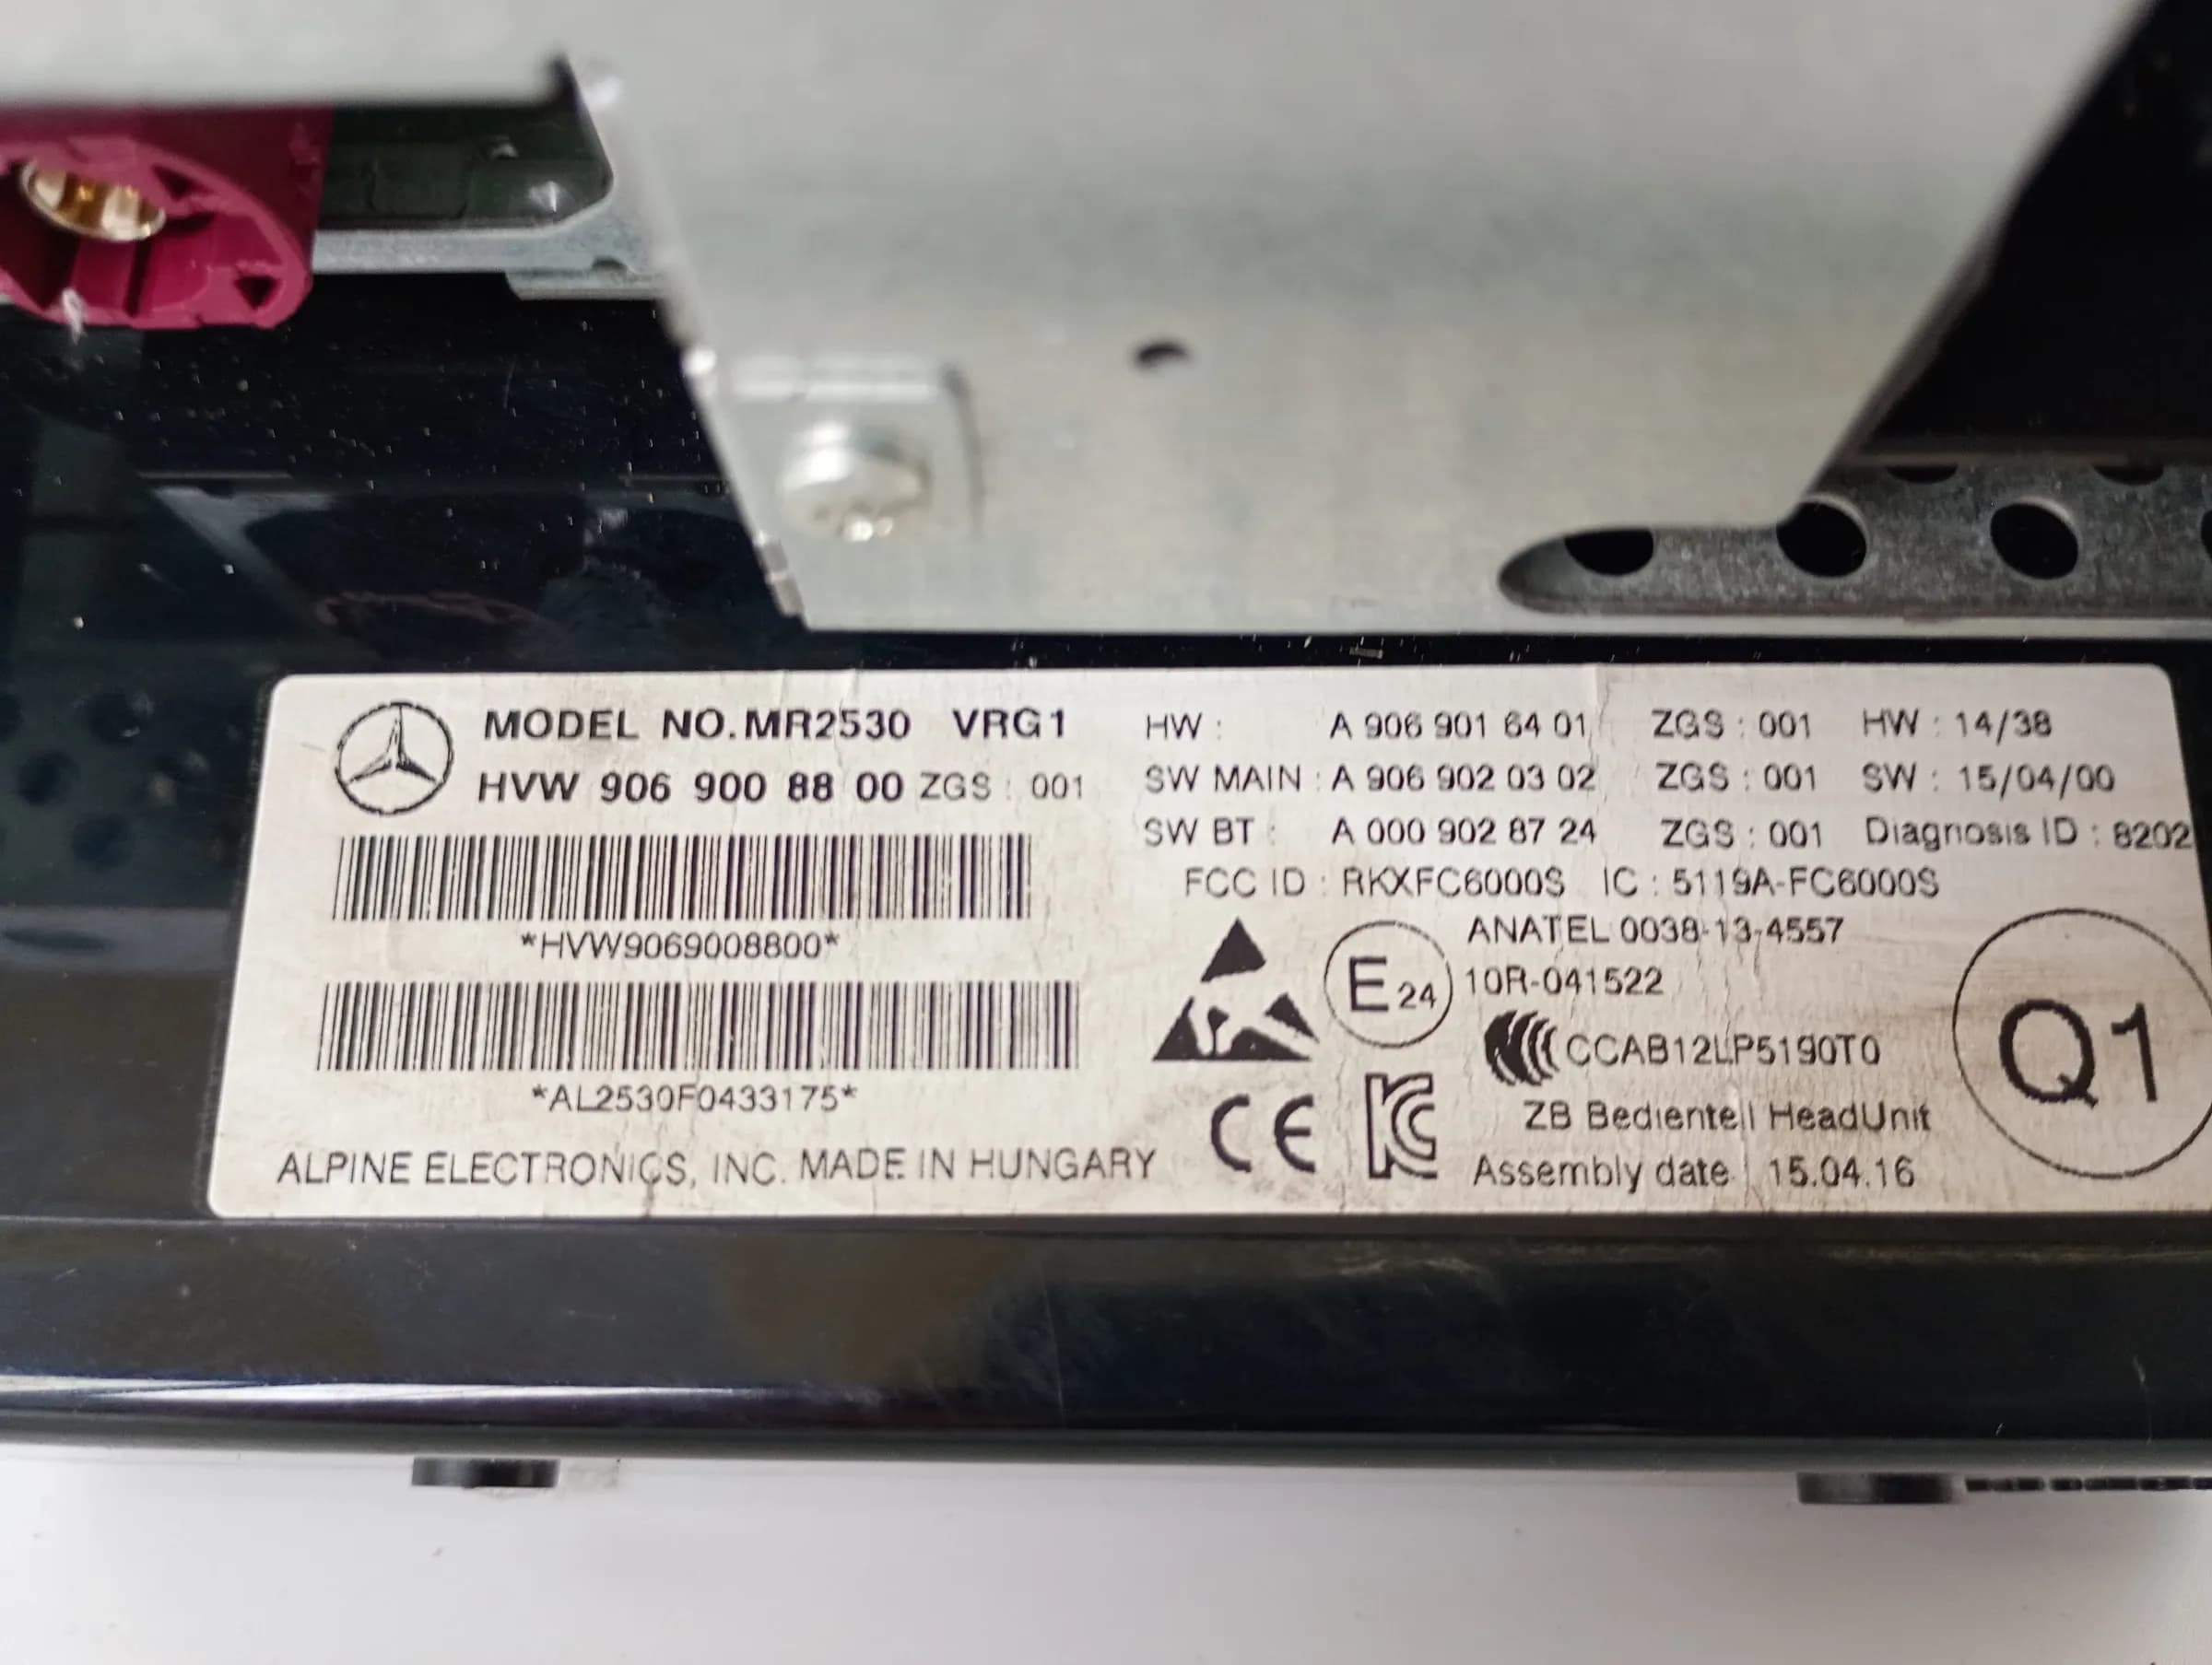 MODEL NO.MR2530 VRG1
HVW 906 900 88 00 ZGS : 001
*HVW9069008800*
*AL2530F0433175*
ALPINE ELECTRONICS, INC. MADE IN HUNGARY
HW : A 906 901 64 01 ZGS : 001 HW : 14/38
SW MAIN : A 906 902 03 02 ZGS : 001 SW : 15/04/00
SW BT : A 000 902 87 24 ZGS : 001 Diagnosis ID : 8202
FCC ID : RKXFC6000S IC : 5119A-FC6000S
ANATEL 0038-13-4557
E24 10R-041522
CCAB12LP5190T0
CE KC
ZB Bedienteil HeadUnit
Assembly date 15.04.16
Q1